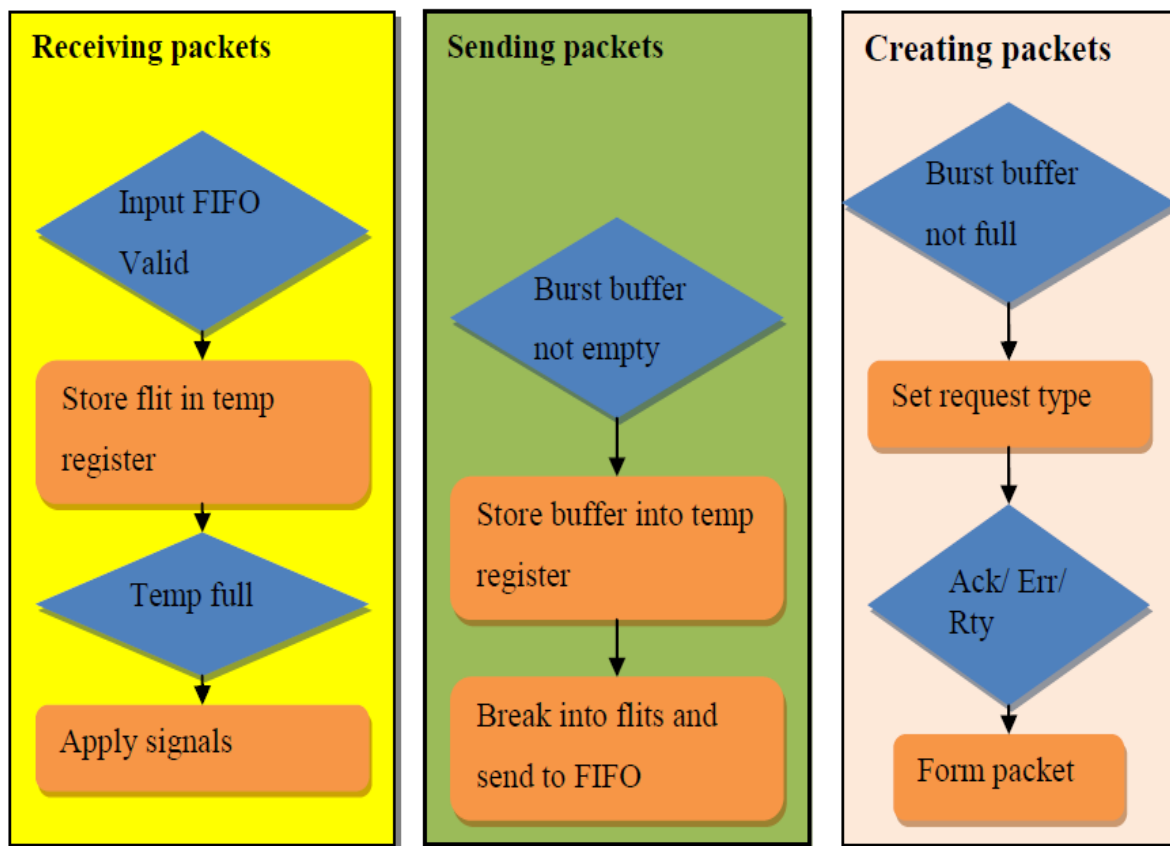 Receiving packets
Input FIFO
Valid
Store flit in temp
register
Temp full
Apply signals
Sending packets
Burst buffer
not empty
Store buffer into temp
register
Break into flits and
send to FIFO
Creating packets
Burst buffer
not full
Set request type
Ack/ Err/
Rty
Form packet